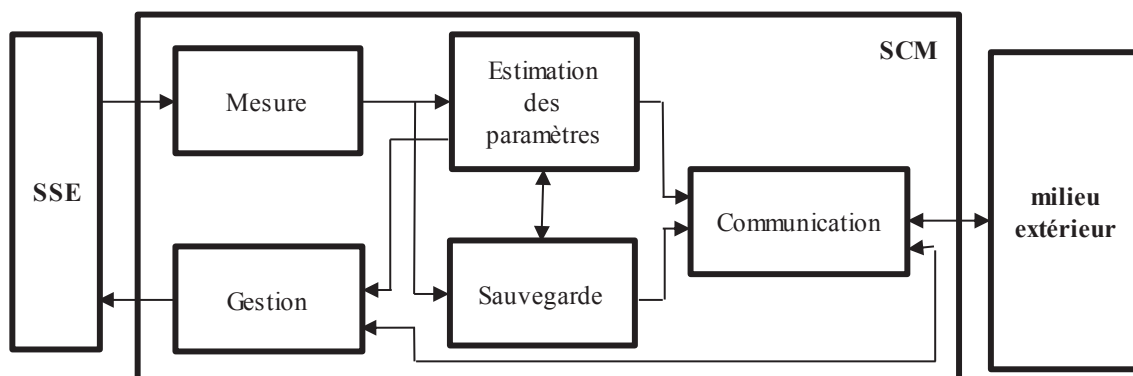 SSE
SCM
Mesure
Estimation
des
paramètres
Gestion
Sauvegarde
Communication
milieu
extérieur